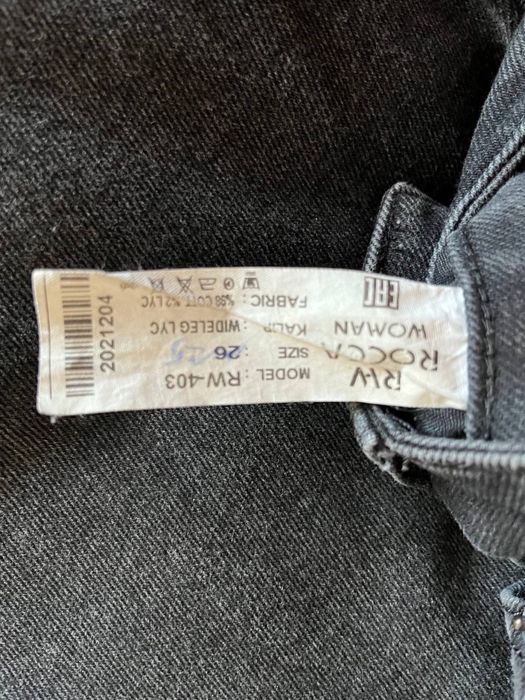 RW
ROCCA
WOMAN
EAC
MODEL : RW-403
SIZE : 26
KALIP : WIDELEG LYC
FABRIC : %98 COTT %2 LYC
2021204